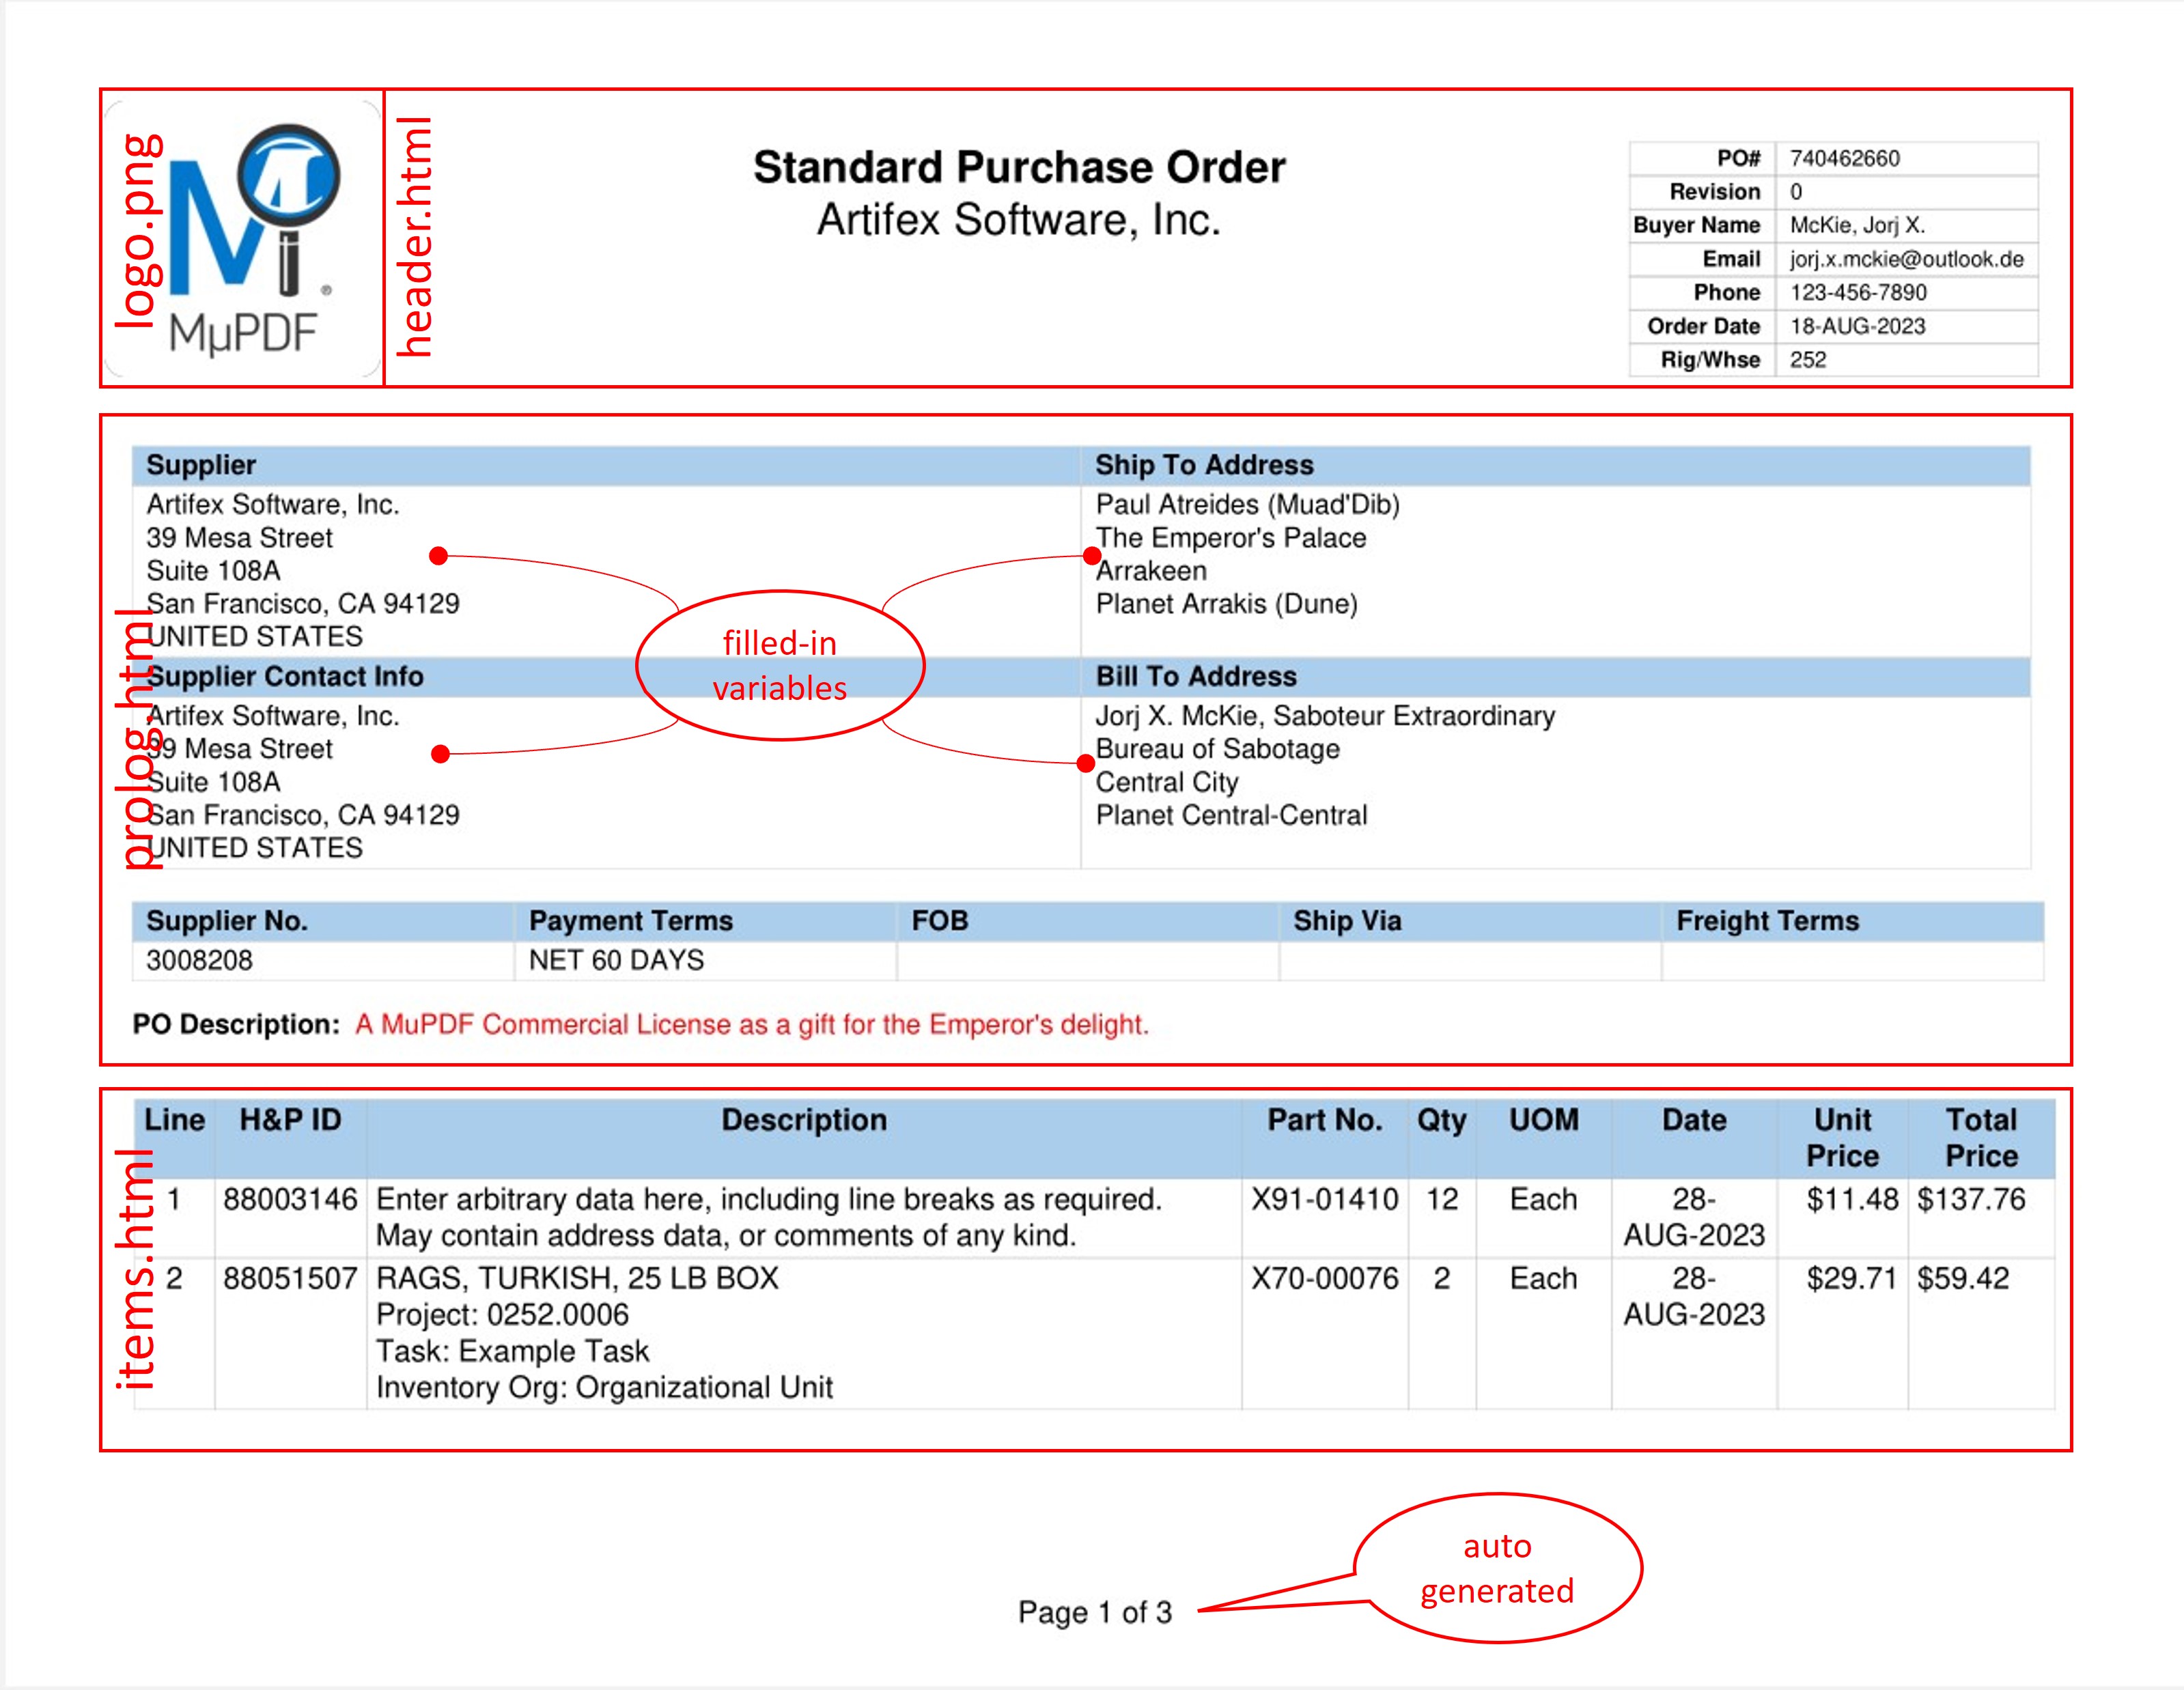 logo.png
MµPDF
®
header.html
Standard Purchase Order
Artifex Software, Inc.
PO# 740462660
Revision 0
Buyer Name McKie, Jorj X.
Email jorj.x.mckie@outlook.de
Phone 123-456-7890
Order Date 18-AUG-2023
Rig/Whse 252
prolog.html
Supplier
Artifex Software, Inc.
39 Mesa Street
Suite 108A
San Francisco, CA 94129
UNITED STATES
Ship To Address
Paul Atreides (Muad'Dib)
The Emperor's Palace
Arrakeen
Planet Arrakis (Dune)
filled-in
variables
Supplier Contact Info
Artifex Software, Inc.
39 Mesa Street
Suite 108A
San Francisco, CA 94129
UNITED STATES
Bill To Address
Jorj X. McKie, Saboteur Extraordinary
Bureau of Sabotage
Central City
Planet Central-Central
Supplier No. Payment Terms FOB Ship Via Freight Terms
3008208 NET 60 DAYS
PO Description: A MuPDF Commercial License as a gift for the Emperor's delight.
items.html
Line H&P ID Description Part No. Qty UOM Date Unit Total
Price Price
1 88003146 Enter arbitrary data here, including line breaks as required. X91-01410 12 Each 28- $11.48 $137.76
May contain address data, or comments of any kind. AUG-2023
2 88051507 RAGS, TURKISH, 25 LB BOX X70-00076 2 Each 28- $29.71 $59.42
Project: 0252.0006 AUG-2023
Task: Example Task
Inventory Org: Organizational Unit
auto
generated
Page 1 of 3